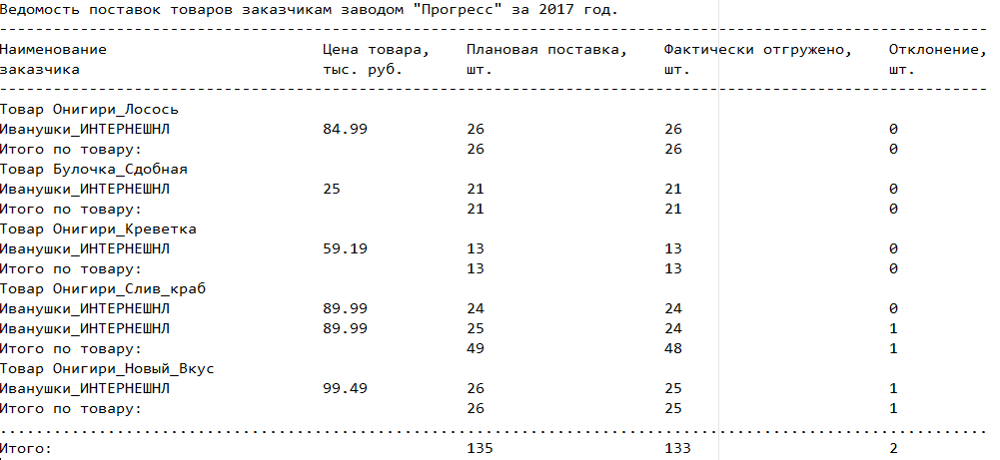 Ведомость поставок товаров заказчикам заводом "Прогресс" за 2017 год.
--------------------------------------------------------------------------------------------------------------
Наименование Цена товара, Плановая поставка, Фактически отгружено, Отклонение,
заказчика тыс. руб. шт. шт. шт.
--------------------------------------------------------------------------------------------------------------
Товар Онигири_Лосось
Иванушки_ИНТЕРНЕШНЛ 84.99 26 26 0
Итого по товару: 26 26 0
Товар Булочка_Сдобная
Иванушки_ИНТЕРНЕШНЛ 25 21 21 0
Итого по товару: 21 21 0
Товар Онигири_Креветка
Иванушки_ИНТЕРНЕШНЛ 59.19 13 13 0
Итого по товару: 13 13 0
Товар Онигири_Слив_краб
Иванушки_ИНТЕРНЕШНЛ 89.99 24 24 0
Иванушки_ИНТЕРНЕШНЛ 89.99 25 24 1
Итого по товару: 49 48 1
Товар Онигири_Новый_Вкус
Иванушки_ИНТЕРНЕШНЛ 99.49 26 25 1
Итого по товару: 26 25 1
..............................................................................................................
Итого: 135 133 2